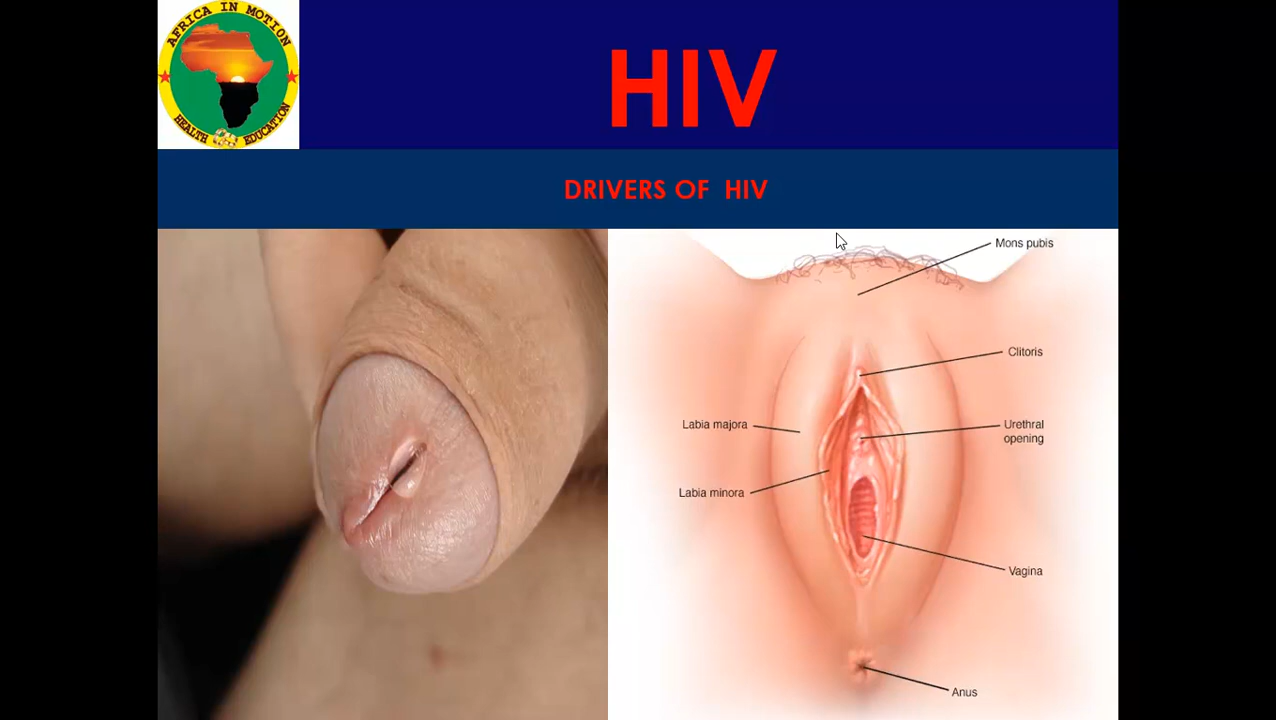 AFRICA IN MOTION
HEALTH EDUCATION
HIV
DRIVERS OF HIV
Mons pubis
Clitoris
Labia majora
Urethral
opening
Labia minora
Vagina
Anus